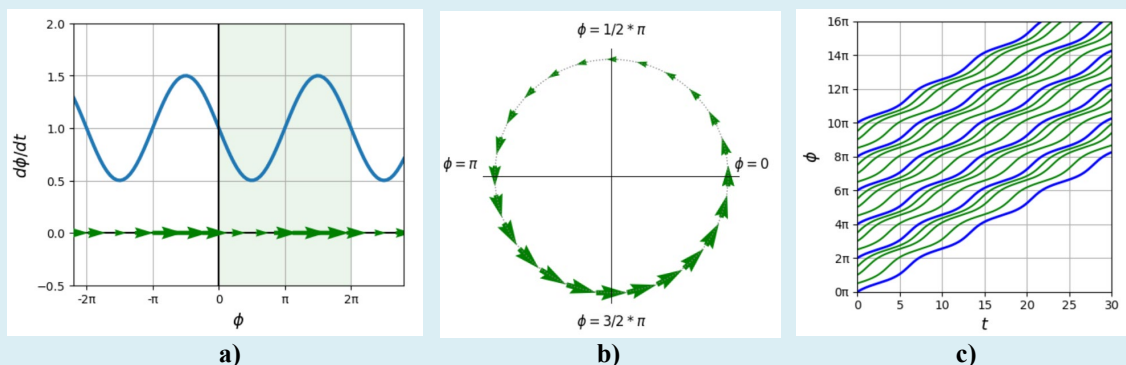 2.0
1.5
1.0
0.5
0.0
−0.5
dϕ/dt
-2π -π 0 π 2π
ϕ
a)
ϕ = 1/2 * π
ϕ = π
ϕ = 0
ϕ = 3/2 * π
b)
16π
14π
12π
10π
8π
6π
4π
2π
0π
ϕ
0 5 10 15 20 25 30
t
c)